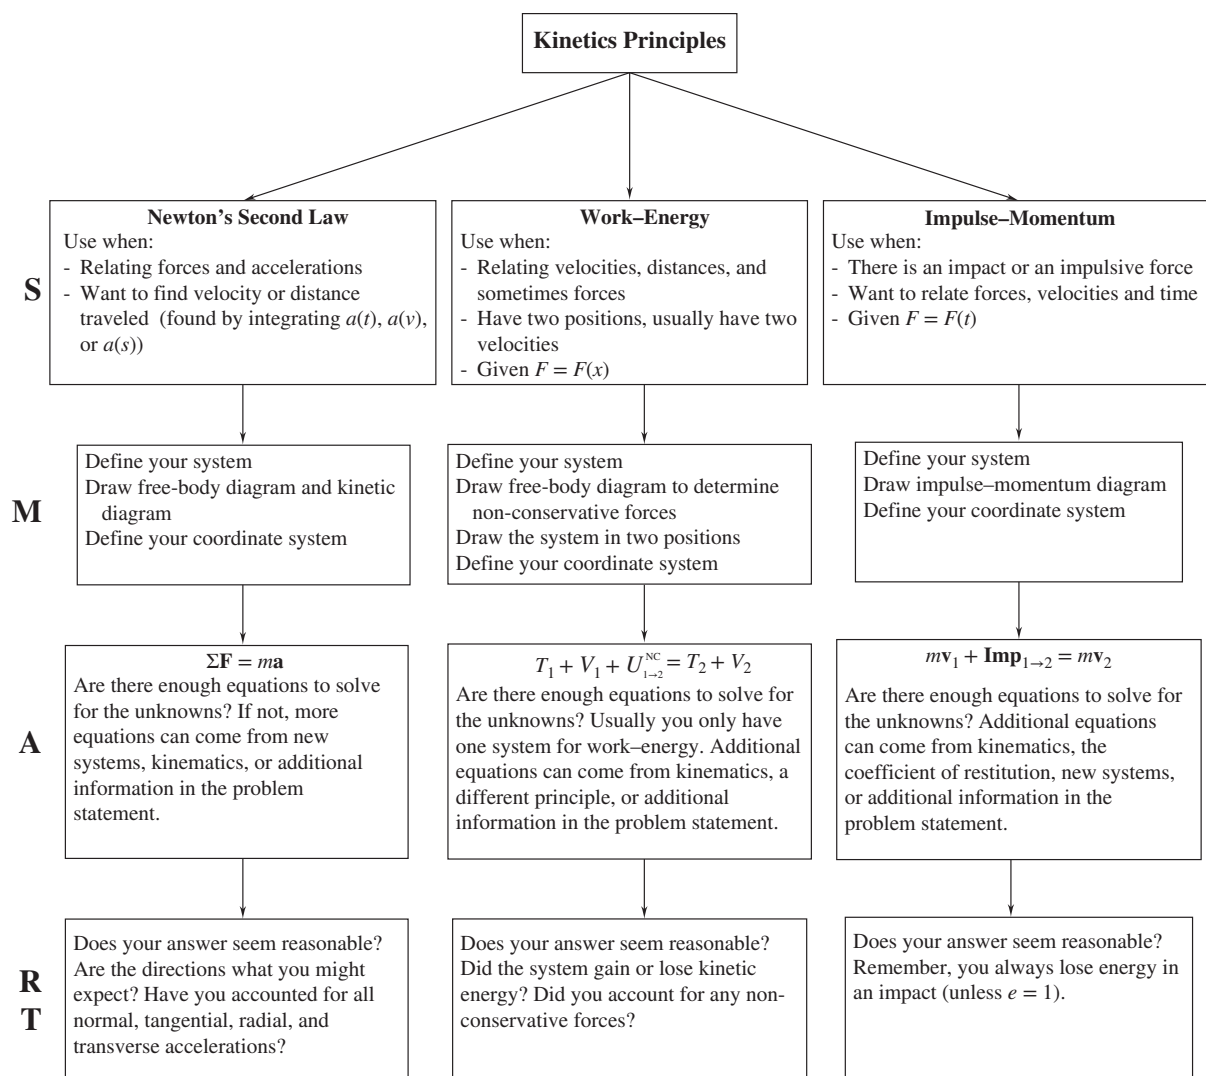 Kinetics Principles
S
Newton's Second Law
Use when:
- Relating forces and accelerations
- Want to find velocity or distance
traveled (found by integrating a(t), a(v),
or a(s))
Work–Energy
Use when:
- Relating velocities, distances, and
sometimes forces
- Have two positions, usually have two
velocities
- Given F = F(x)
Impulse–Momentum
Use when:
- There is an impact or an impulsive force
- Want to relate forces, velocities and time
- Given F = F(t)
M
Define your system
Draw free-body diagram and kinetic
diagram
Define your coordinate system
Define your system
Draw free-body diagram to determine
non-conservative forces
Draw the system in two positions
Define your coordinate system
Define your system
Draw impulse–momentum diagram
Define your coordinate system
A
ΣF = ma
Are there enough equations to solve
for the unknowns? If not, more
equations can come from new
systems, kinematics, or additional
information in the problem
statement.
T₁ + V₁ + U₁→₂ᴺᶜ = T₂ + V₂
Are there enough equations to solve for
the unknowns? Usually you only have
one system for work–energy. Additional
equations can come from kinematics, a
different principle, or additional
information in the problem statement.
mv₁ + Imp₁→₂ = mv₂
Are there enough equations to solve for
the unknowns? Additional equations
can come from kinematics, the
coefficient of restitution, new systems,
or additional information in the
problem statement.
R
T
Does your answer seem reasonable?
Are the directions what you might
expect? Have you accounted for all
normal, tangential, radial, and
transverse accelerations?
Does your answer seem reasonable?
Did the system gain or lose kinetic
energy? Did you account for any non-
conservative forces?
Does your answer seem reasonable?
Remember, you always lose energy in
an impact (unless e = 1).